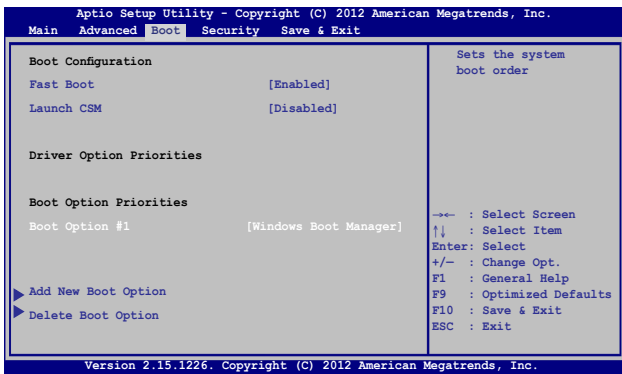 Aptio Setup Utility - Copyright (C) 2012 American Megatrends, Inc.
Main Advanced Boot Security Save & Exit
Boot Configuration
Fast Boot [Enabled]
Launch CSM [Disabled]
Driver Option Priorities
Boot Option Priorities
Boot Option #1 [Windows Boot Manager]
Add New Boot Option
Delete Boot Option
Sets the system
boot order
→← : Select Screen
↑↓ : Select Item
Enter: Select
+/— : Change Opt.
F1 : General Help
F9 : Optimized Defaults
F10 : Save & Exit
ESC : Exit
Version 2.15.1226. Copyright (C) 2012 American Megatrends, Inc.